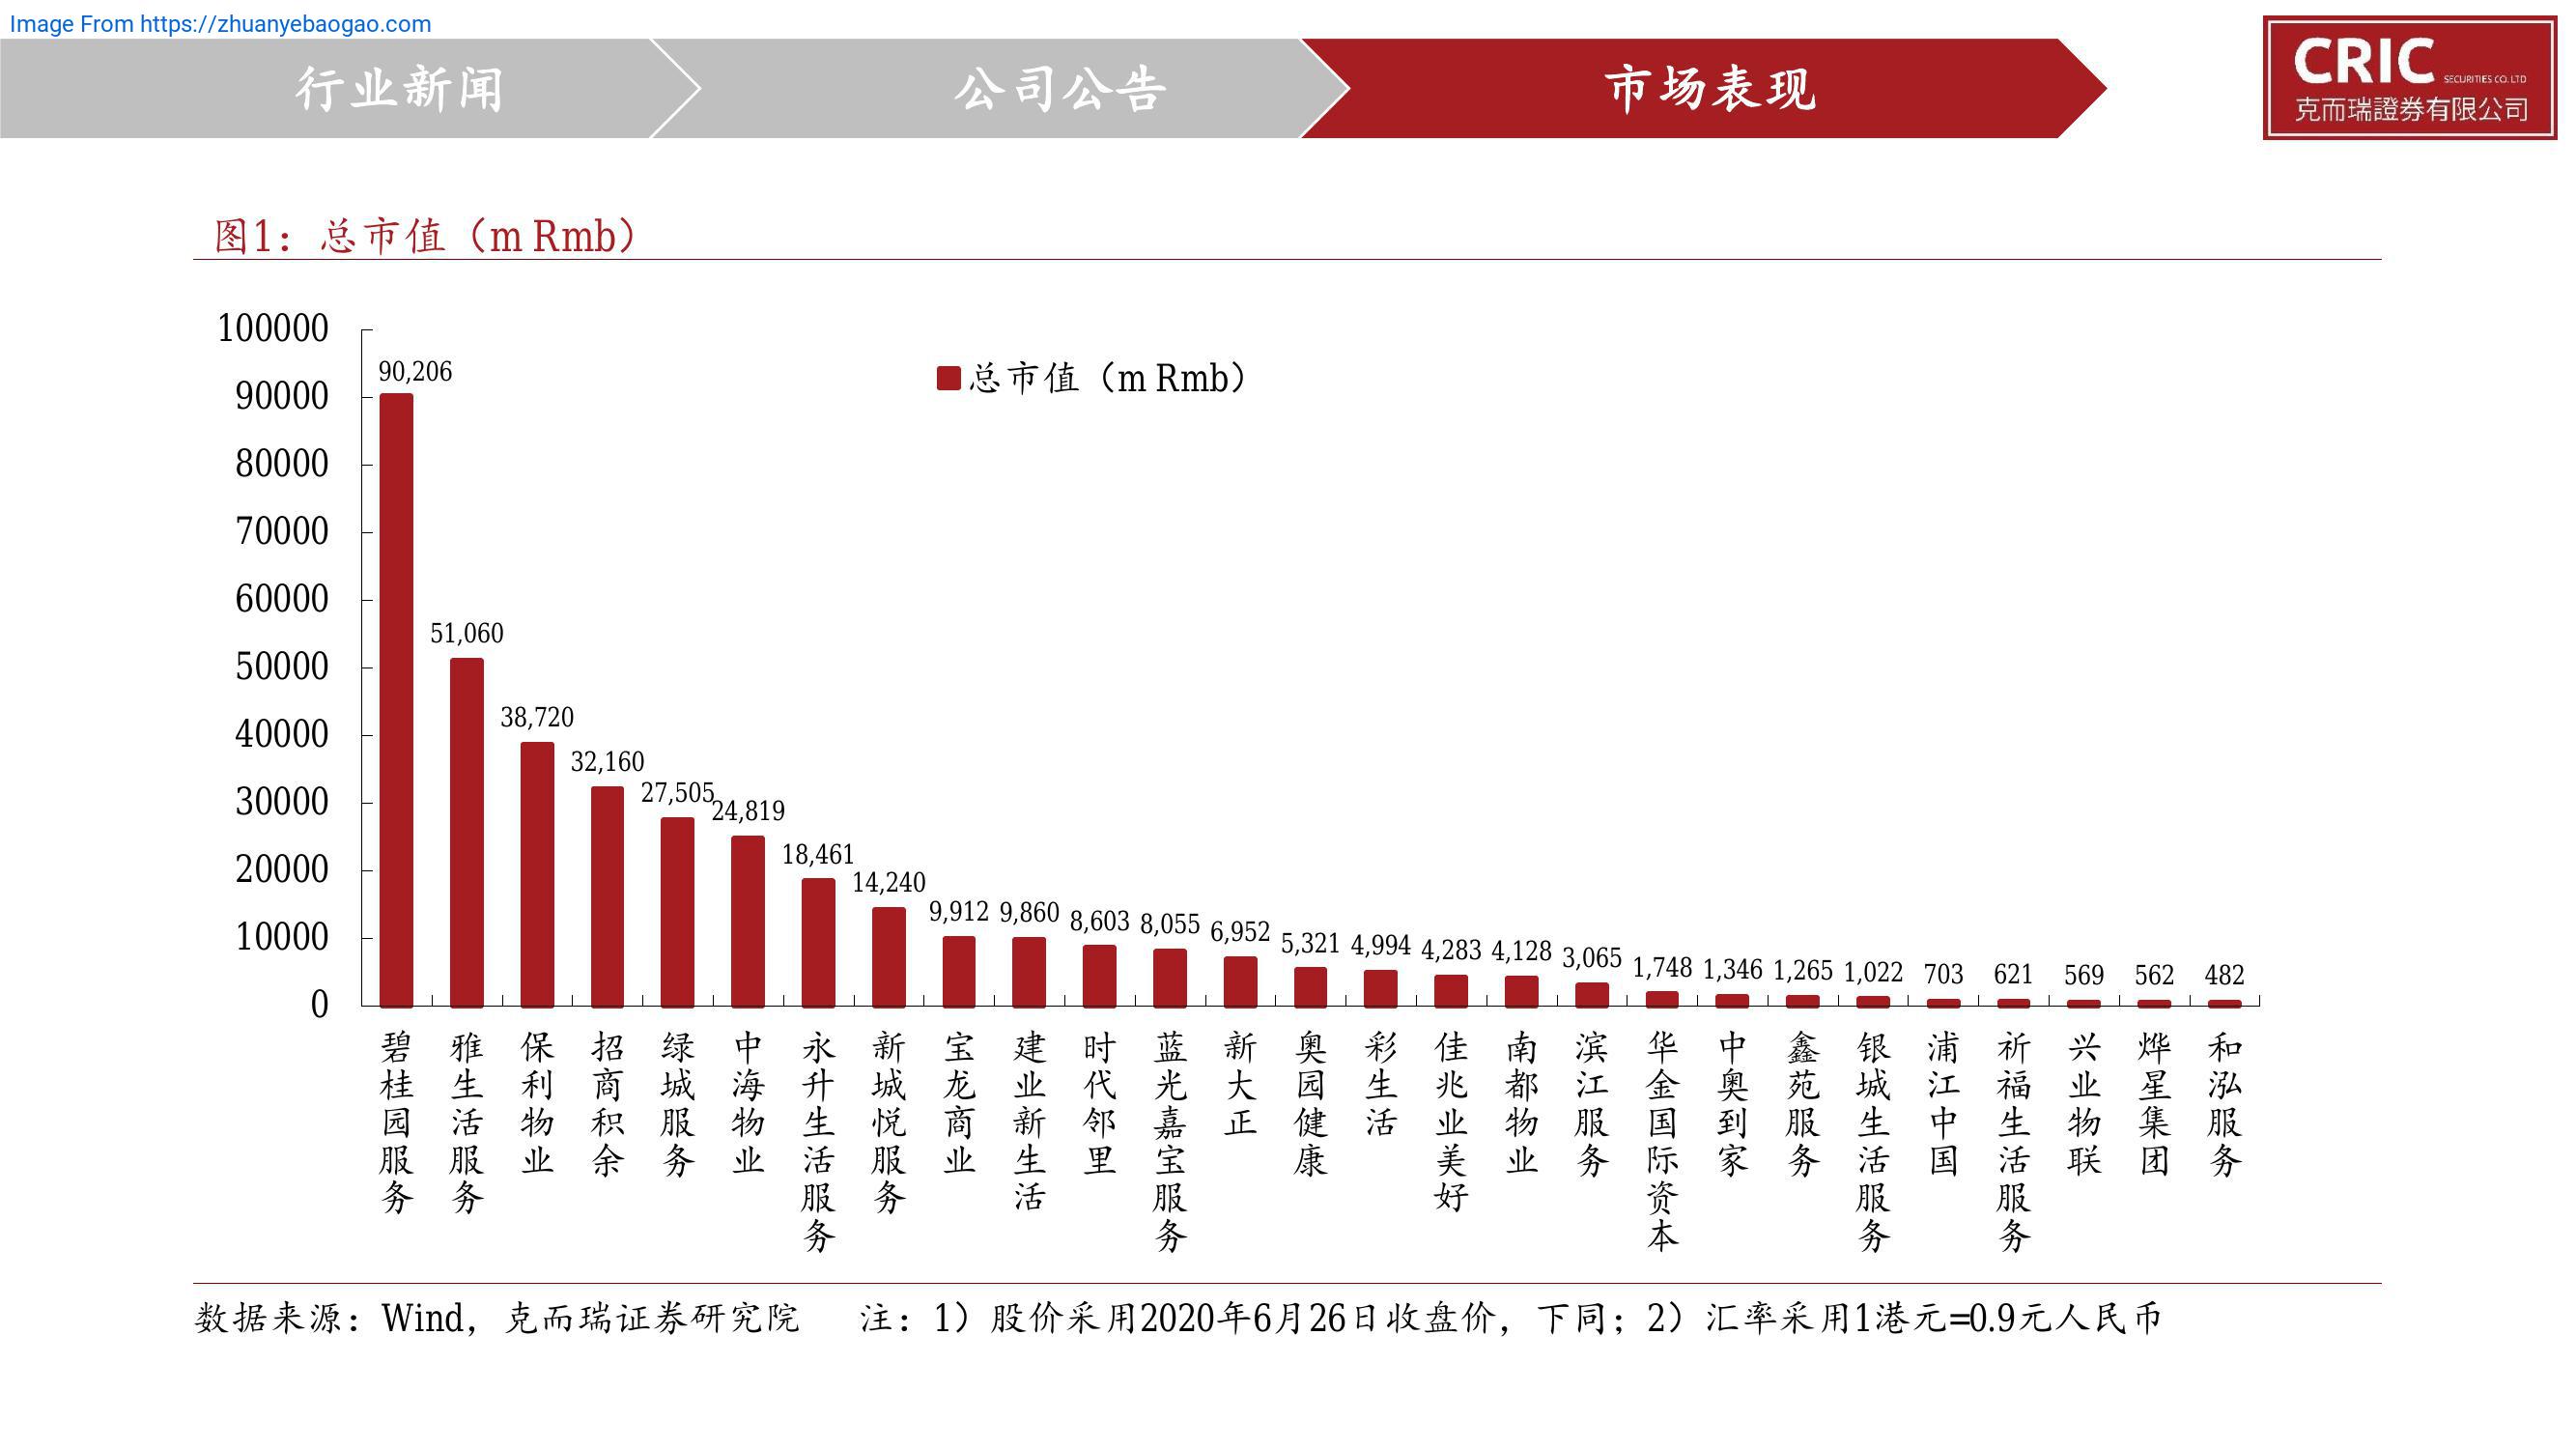 Image From https://zhuanyebaogao.com
行业新闻
公司公告
市场表现
CRIC SECURITIES CO. LTD
克而瑞證券有限公司
图1：总市值（m Rmb）
总市值（m Rmb）
100000
90000
80000
70000
60000
50000
40000
30000
20000
10000
0
90,206
51,060
38,720
32,160
27,505
24,819
18,461
14,240
9,912
9,860
8,603
8,055
6,952
5,321
4,994
4,283
4,128
3,065
1,748
1,346
1,265
1,022
703
621
569
562
482
碧桂园服务
雅生活服务
保利物业
招商积余
绿城服务
中海物业
永升生活服务
新城悦服务
宝龙商业
建业新生活
时代邻里
蓝光嘉宝服务
新大正
奥园健康
彩生活
佳兆业美好
南都物业
滨江服务
华金国际资本
中奥到家
鑫苑服务
银城生活服务
浦江中国
祈福生活服务
兴业物联
烨星集团
和泓服务
数据来源：Wind，克而瑞证券研究院 注：1）股价采用2020年6月26日收盘价，下同；2）汇率采用1港元=0.9元人民币